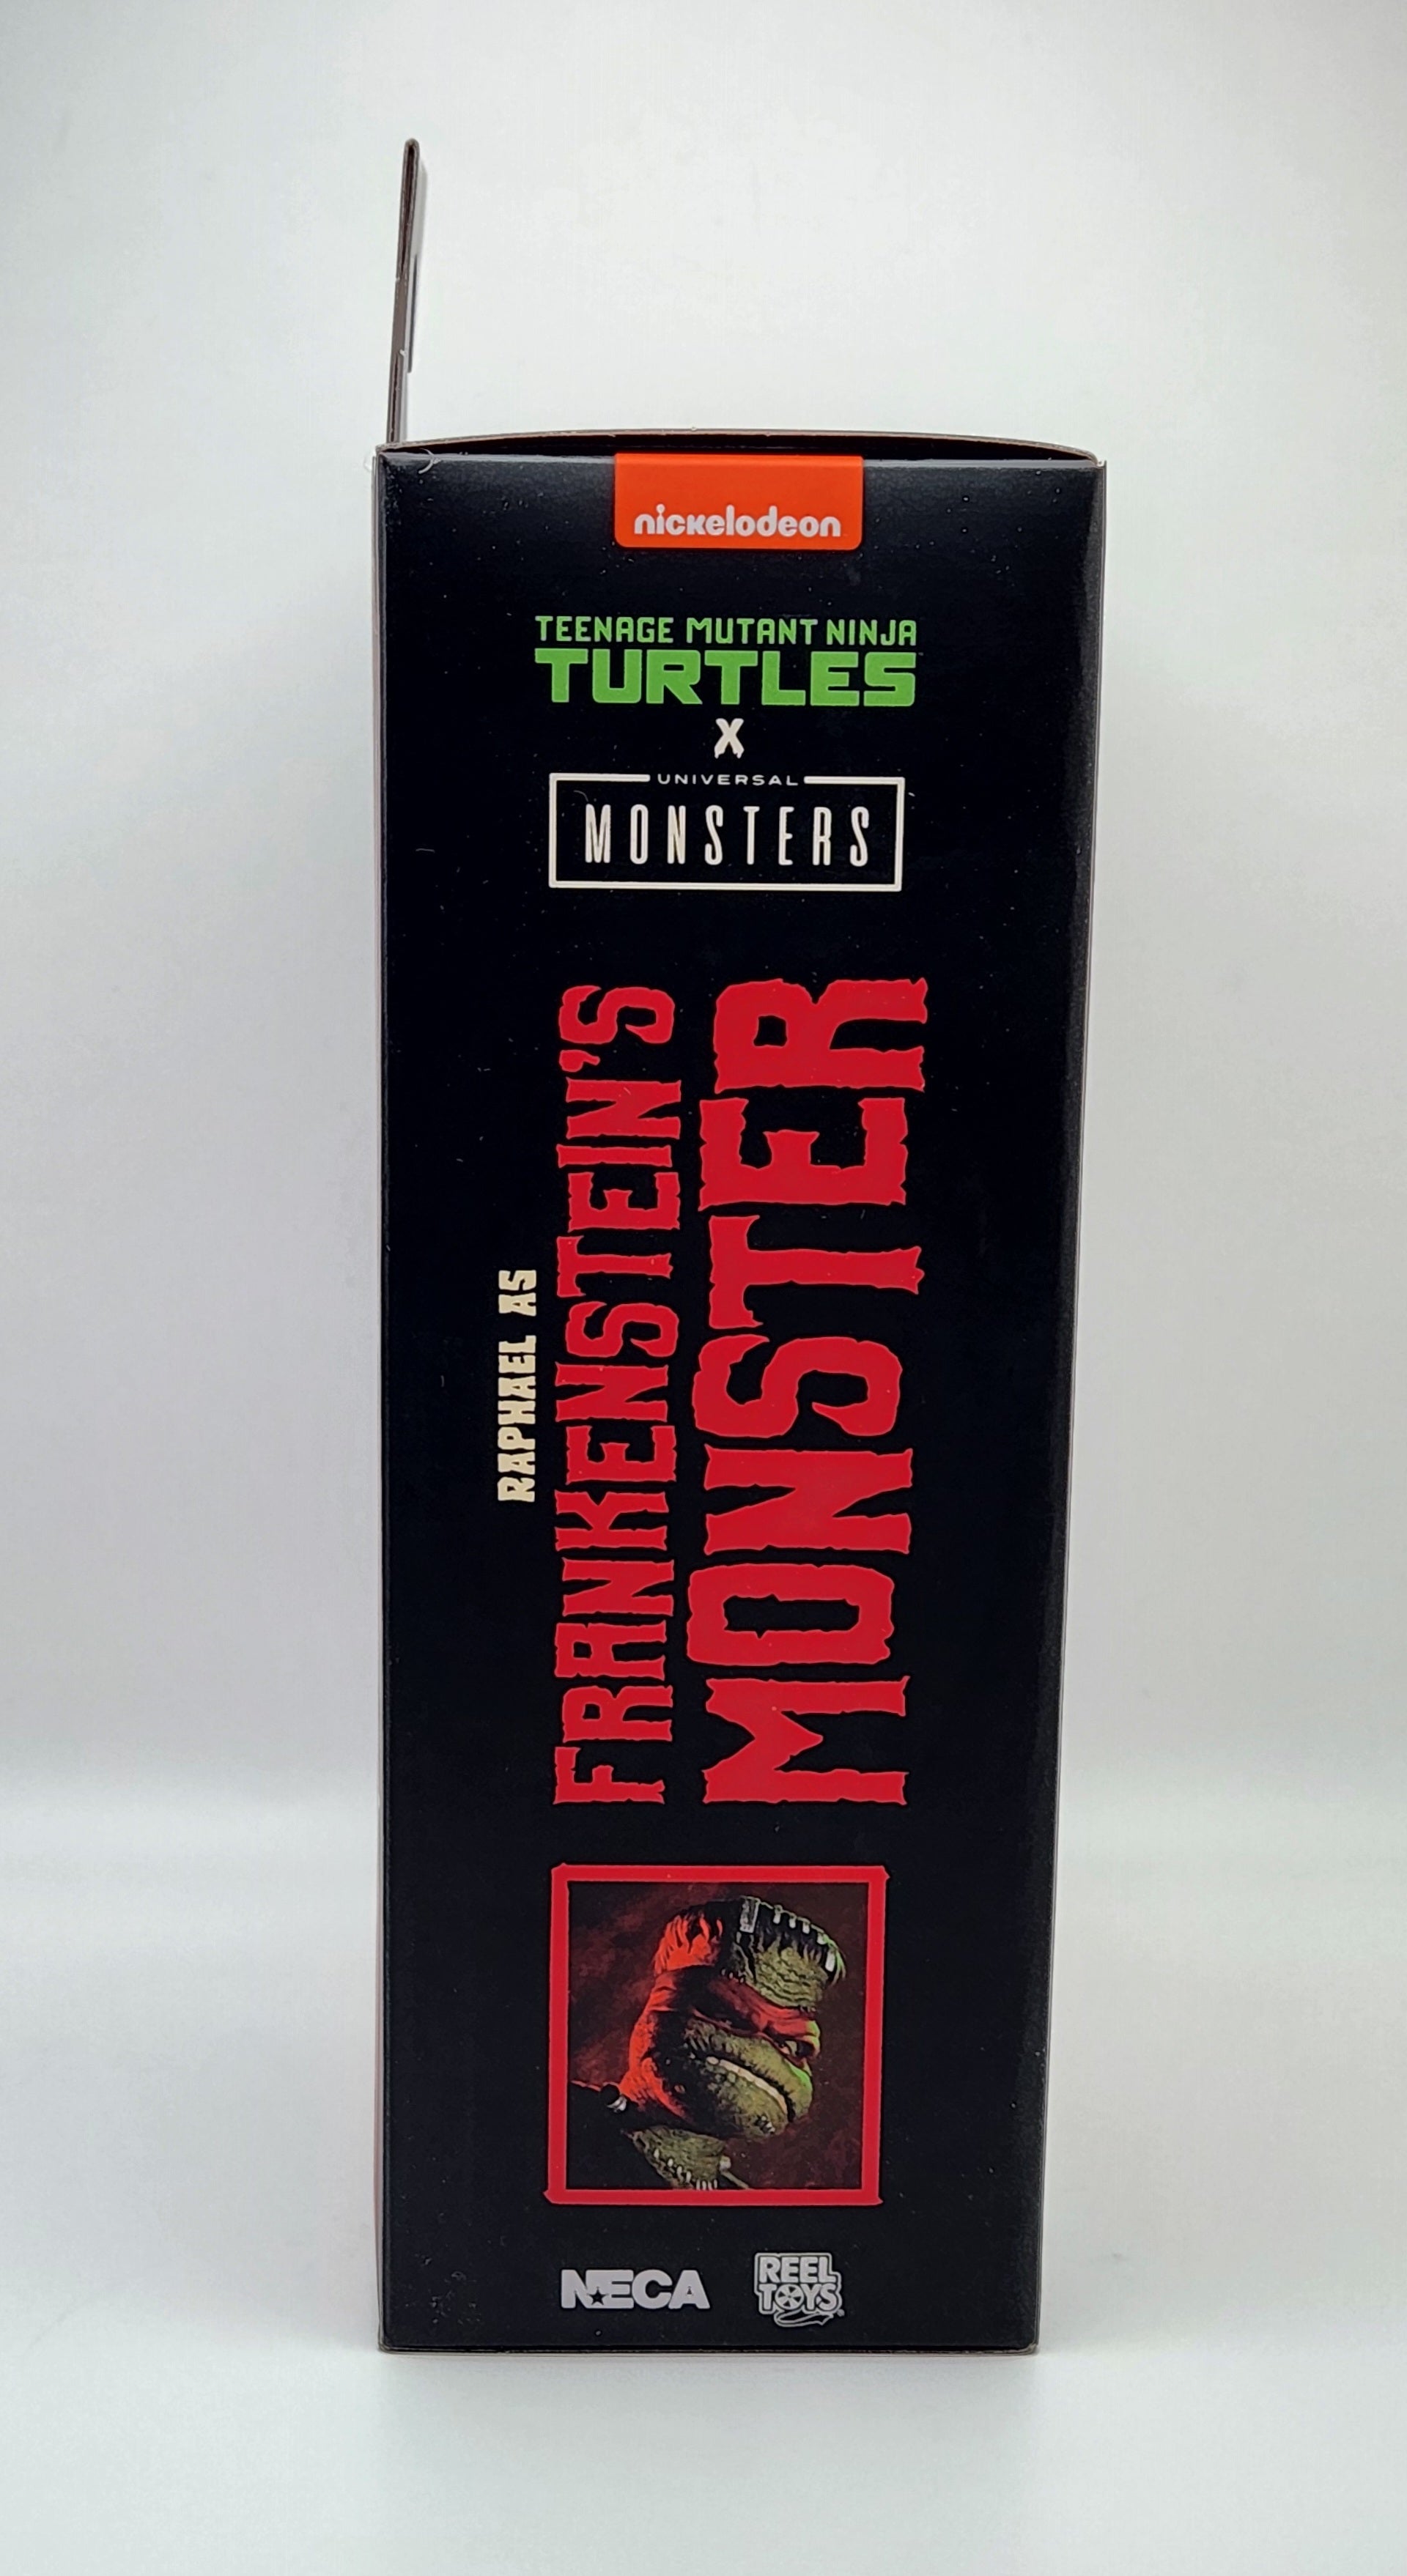 nickelodeon
TEENAGE MUTANT NINJA
TURTLES
X
UNIVERSAL
MONSTERS
RAPHAEL AS
FRANKENSTEIN'S
MONSTER
NECA
REEL
TOYS